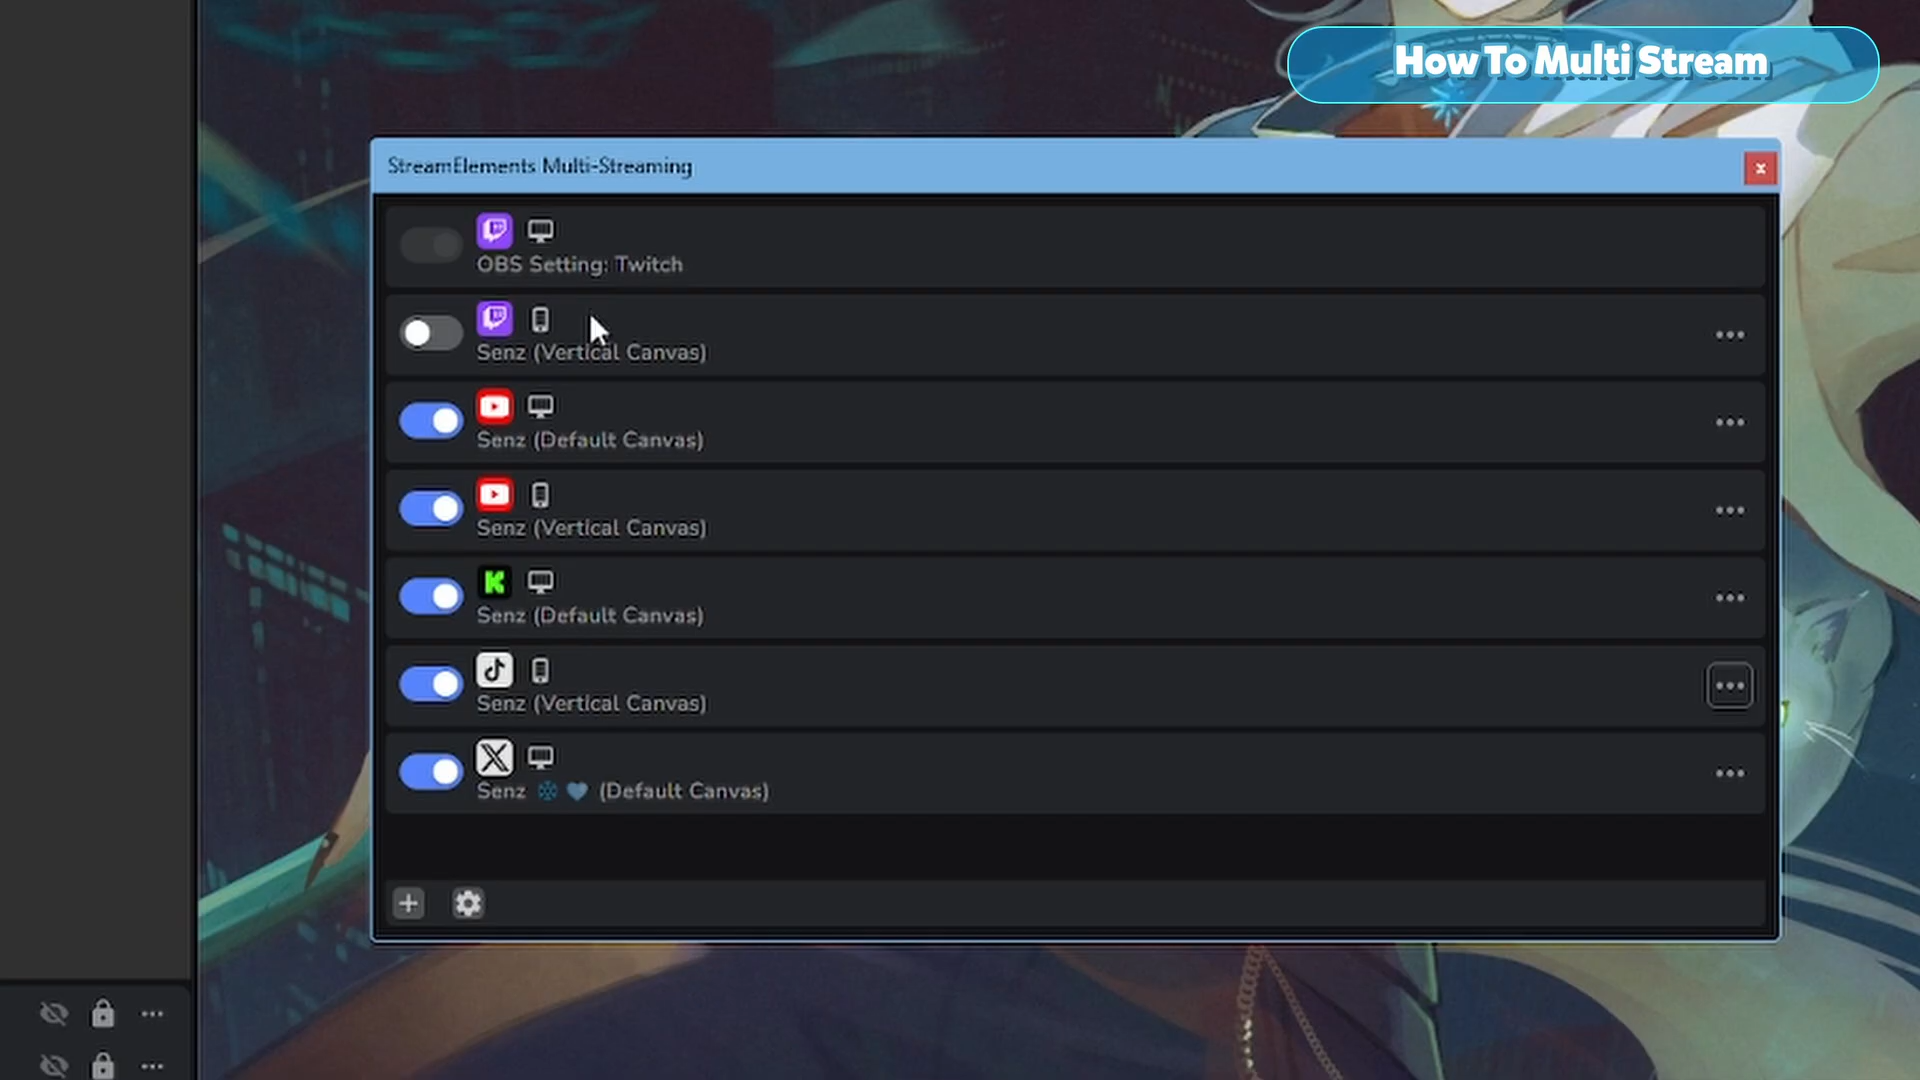 How To Multi Stream
StreamElements Multi-Streaming
OBS Setting: Twitch
Senz (Vertical Canvas)
Senz (Default Canvas)
Senz (Vertical Canvas)
Senz (Default Canvas)
Senz (Vertical Canvas)
Senz ❄️ 💙 (Default Canvas)